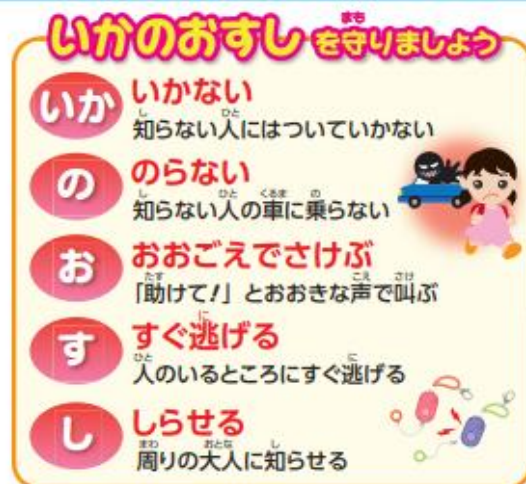 いかのおすしを守りましょう
いか いかない
知らない人にはついていかない
の のらない
知らない人の車に乗らない
お おおごえでさけぶ
「助けて!」とおおきな声で叫ぶ
す すぐ逃げる
人のいるところにすぐ逃げる
し しらせる
周りの大人に知らせる